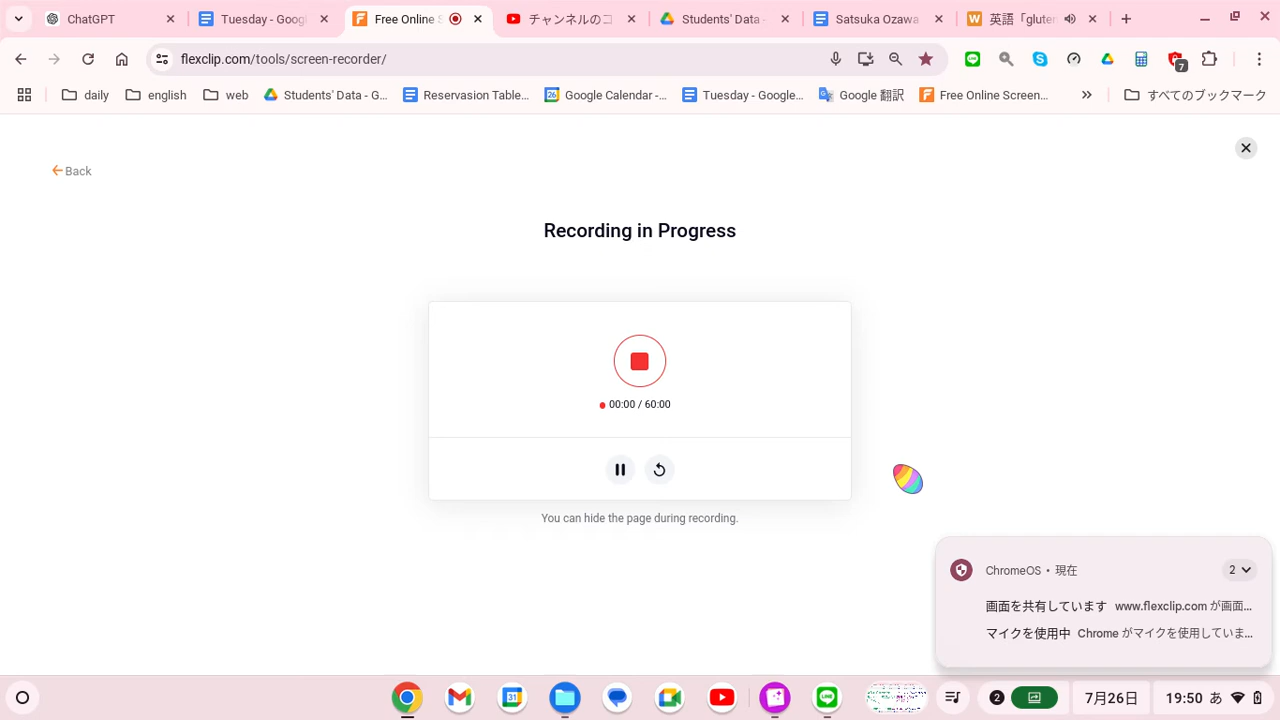 ChatGPT
Tuesday - Googl
Free Online S
チャンネルのコ
Students' Data -
Satsuka Ozawa
英語「gluter
flexclip.com/tools/screen-recorder/
7
daily
english
web
Students' Data - G...
Reservasion Table...
26
Google Calendar -...
Tuesday - Google...
Google 翻訳
Free Online Screen...
すべてのブックマーク
Back
Recording in Progress
00:00 / 60:00
You can hide the page during recording.
ChromeOS • 現在
2
画面を共有しています www.flexclip.com が画面...
マイクを使用中 Chrome がマイクを使用していま...
31
2
7月26日
19:50 あ